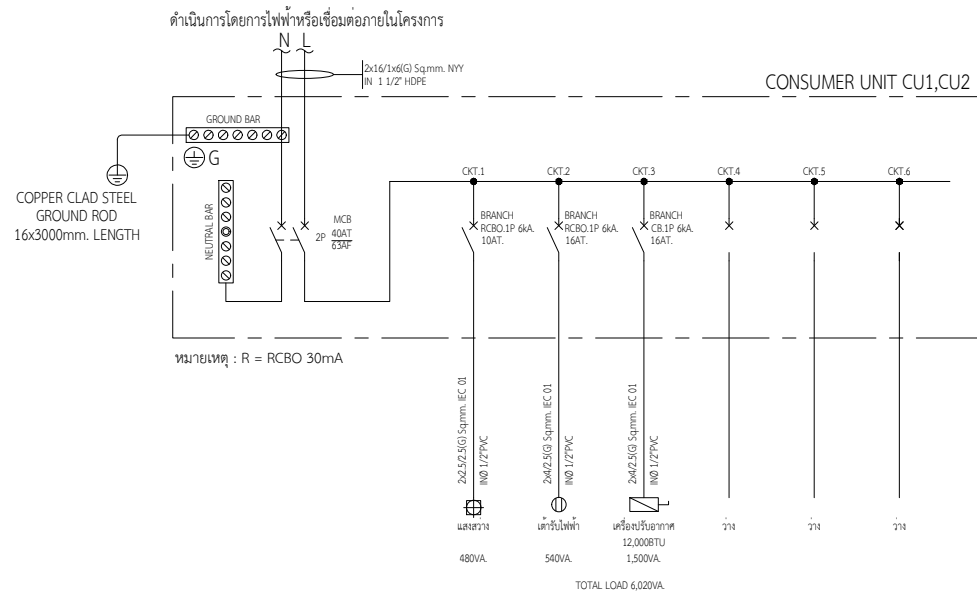 ดำเนินการโดยการไฟฟ้าหรือเชื่อมต่อภายในโครงการ
N L
2x16/1x6(G) Sq.mm. NYY
IN 1 1/2" HDPE
CONSUMER UNIT CU1,CU2
GROUND BAR
G
COPPER CLAD STEEL
GROUND ROD
16x3000mm. LENGTH
NEUTRAL BAR
MCB
2P 40AT
63AF
CKT.1 CKT.2 CKT.3 CKT.4 CKT.5 CKT.6
BRANCH
RCBO.1P 6kA.
10AT.
BRANCH
RCBO.1P 6kA.
16AT.
BRANCH
CB.1P 6kA.
16AT.
หมายเหตุ : R = RCBO 30mA
2x2.5/2.5(G) Sq.mm. IEC 01
INØ 1/2"PVC
2x4/2.5(G) Sq.mm. IEC 01
INØ 1/2"PVC
2x4/2.5(G) Sq.mm. IEC 01
INØ 1/2"PVC
แสงสว่าง
480VA.
เต้ารับไฟฟ้า
540VA.
เครื่องปรับอากาศ
12,000BTU
1,500VA.
ว่าง ว่าง ว่าง
TOTAL LOAD 6,020VA.